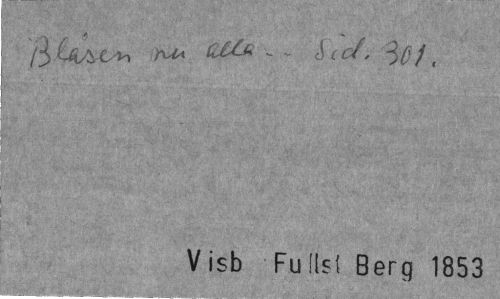 Blåsen nu alla.. Sid. 301.
Visb Fullst Berg 1853